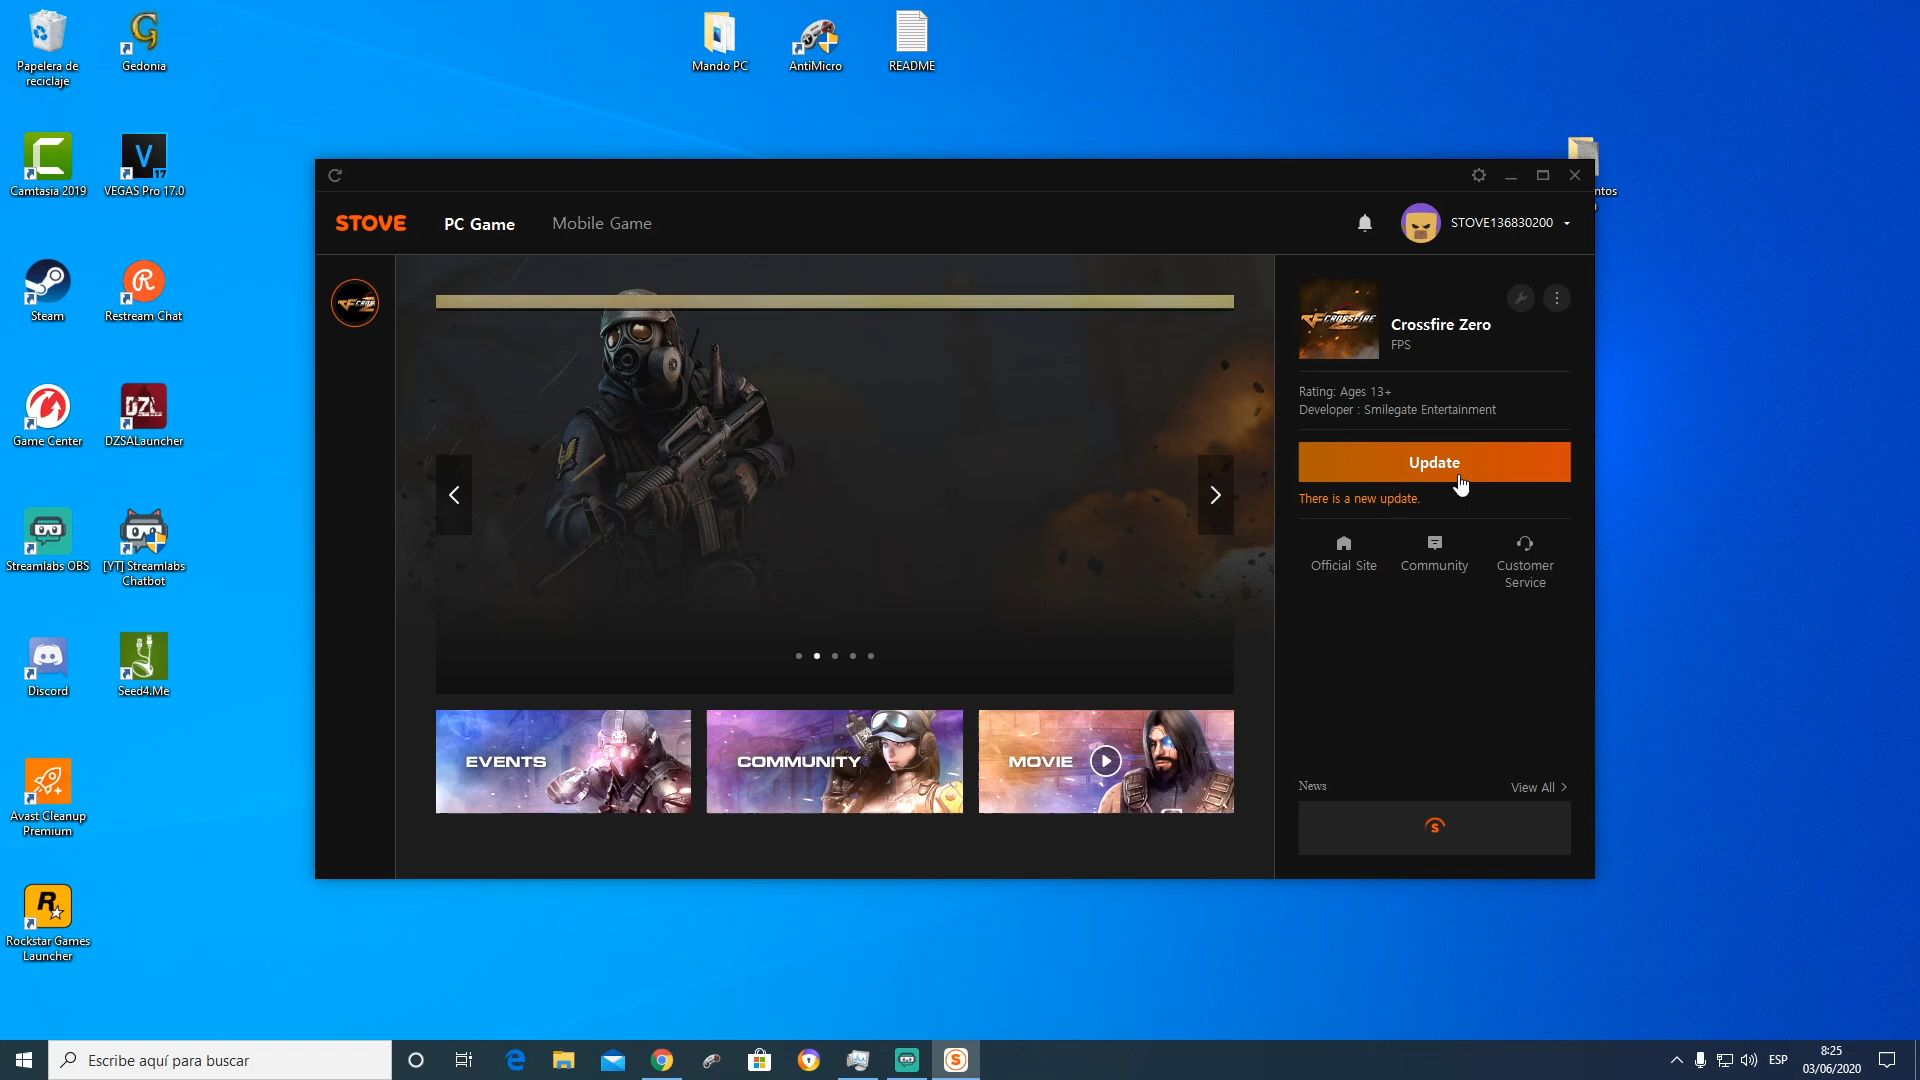 Papelera de
reciclaje
Gedonia
Mando PC
AntiMicro
README
Camtasia 2019
VEGAS Pro 17.0
V
17
ntos
STOVE
PC Game
Mobile Game
STOVE136830200
Steam
Restream Chat
CROSSFIRE
Crossfire Zero
FPS
Rating: Ages 13+
Developer : Smilegate Entertainment
Update
There is a new update.
Game Center
DZL
DZSALauncher
Official Site
Community
Customer
Service
Streamlabs OBS
[YT] Streamlabs
Chatbot
Discord
Seed4.Me
EVENTS
COMMUNITY
MOVIE
News
View All
Avast Cleanup
Premium
Rockstar Games
Launcher
Escribe aquí para buscar
ESP
8:25
03/06/2020